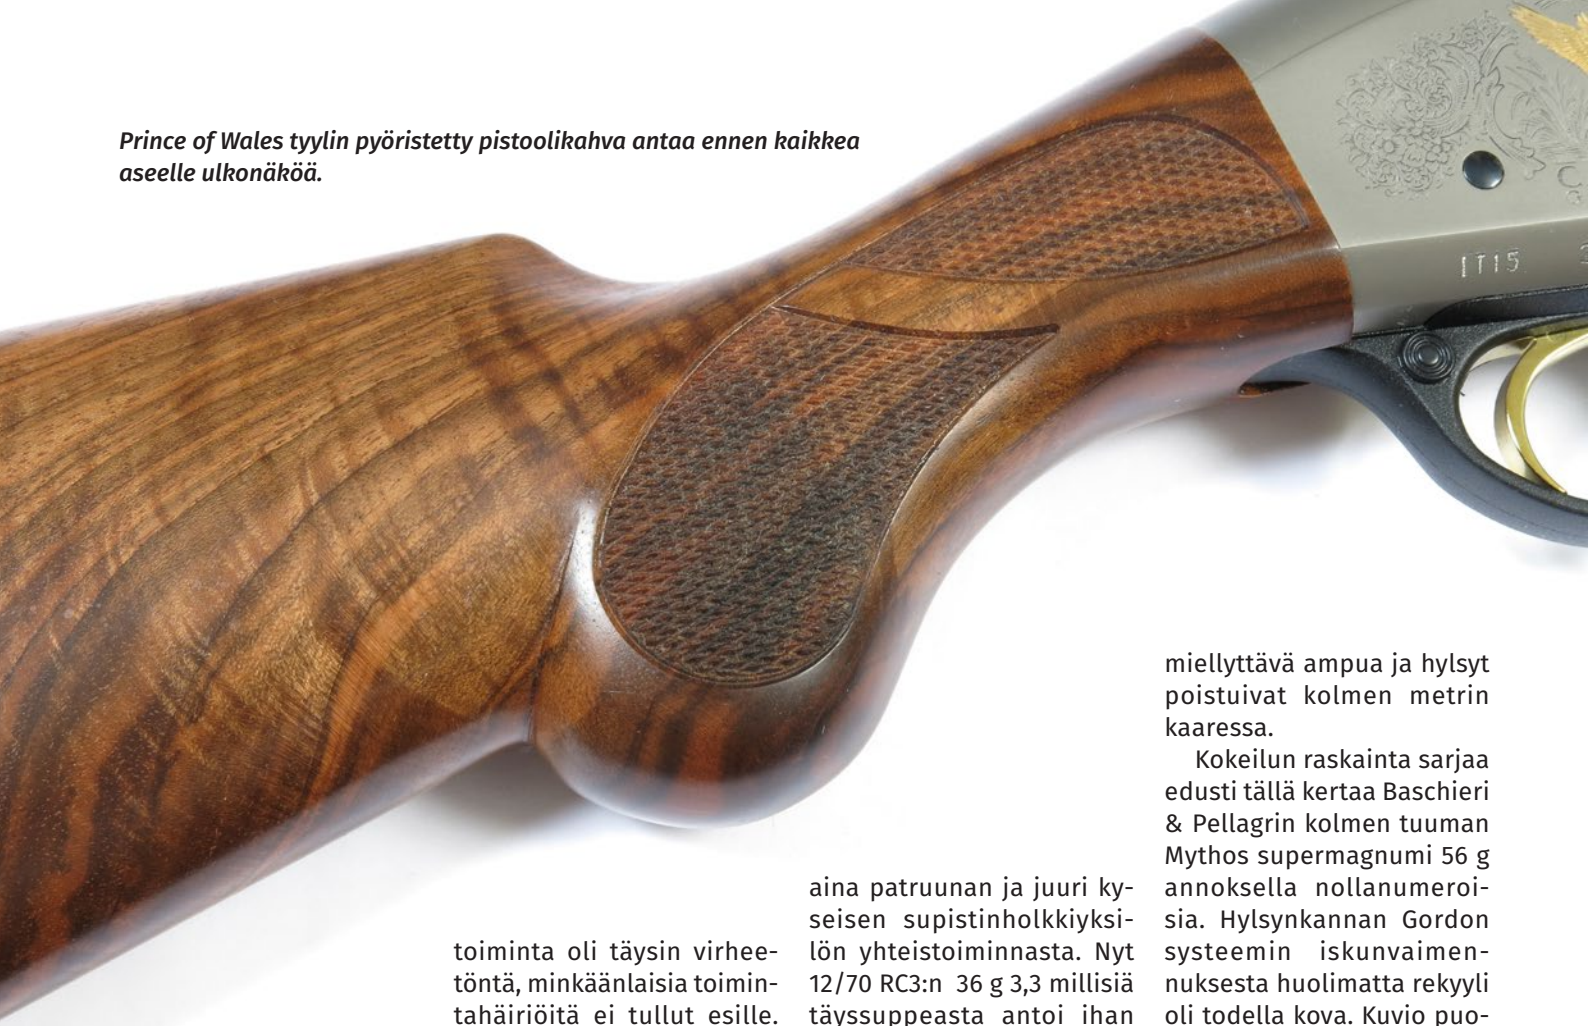 Prince of Wales tyylin pyöristetty pistoolikahva antaa ennen kaikkea
aseelle ulkonäköä.
IT15
toiminta oli täysin virhee-
töntä, minkäänlaisia toimin-
tahäiriöitä ei tullut esille.
aina patruunan ja juuri ky-
seisen supistinholkkiyksi-
lön yhteistoiminnasta. Nyt
12/70 RC3:n 36 g 3,3 millisiä
täyssuppeasta antoi ihan
miellyttävä ampua ja hylsyt
poistuivat kolmen metrin
kaaressa.
Kokeilun raskainta sarjaa
edusti tällä kertaa Baschieri
& Pellagrin kolmen tuuman
Mythos supermagnumi 56 g
annoksella nollanumeroi-
sia. Hylsynkannan Gordon
systeemin iskunvaimen-
nuksesta huolimatta rekyyli
oli todella kova. Kuvio puo-